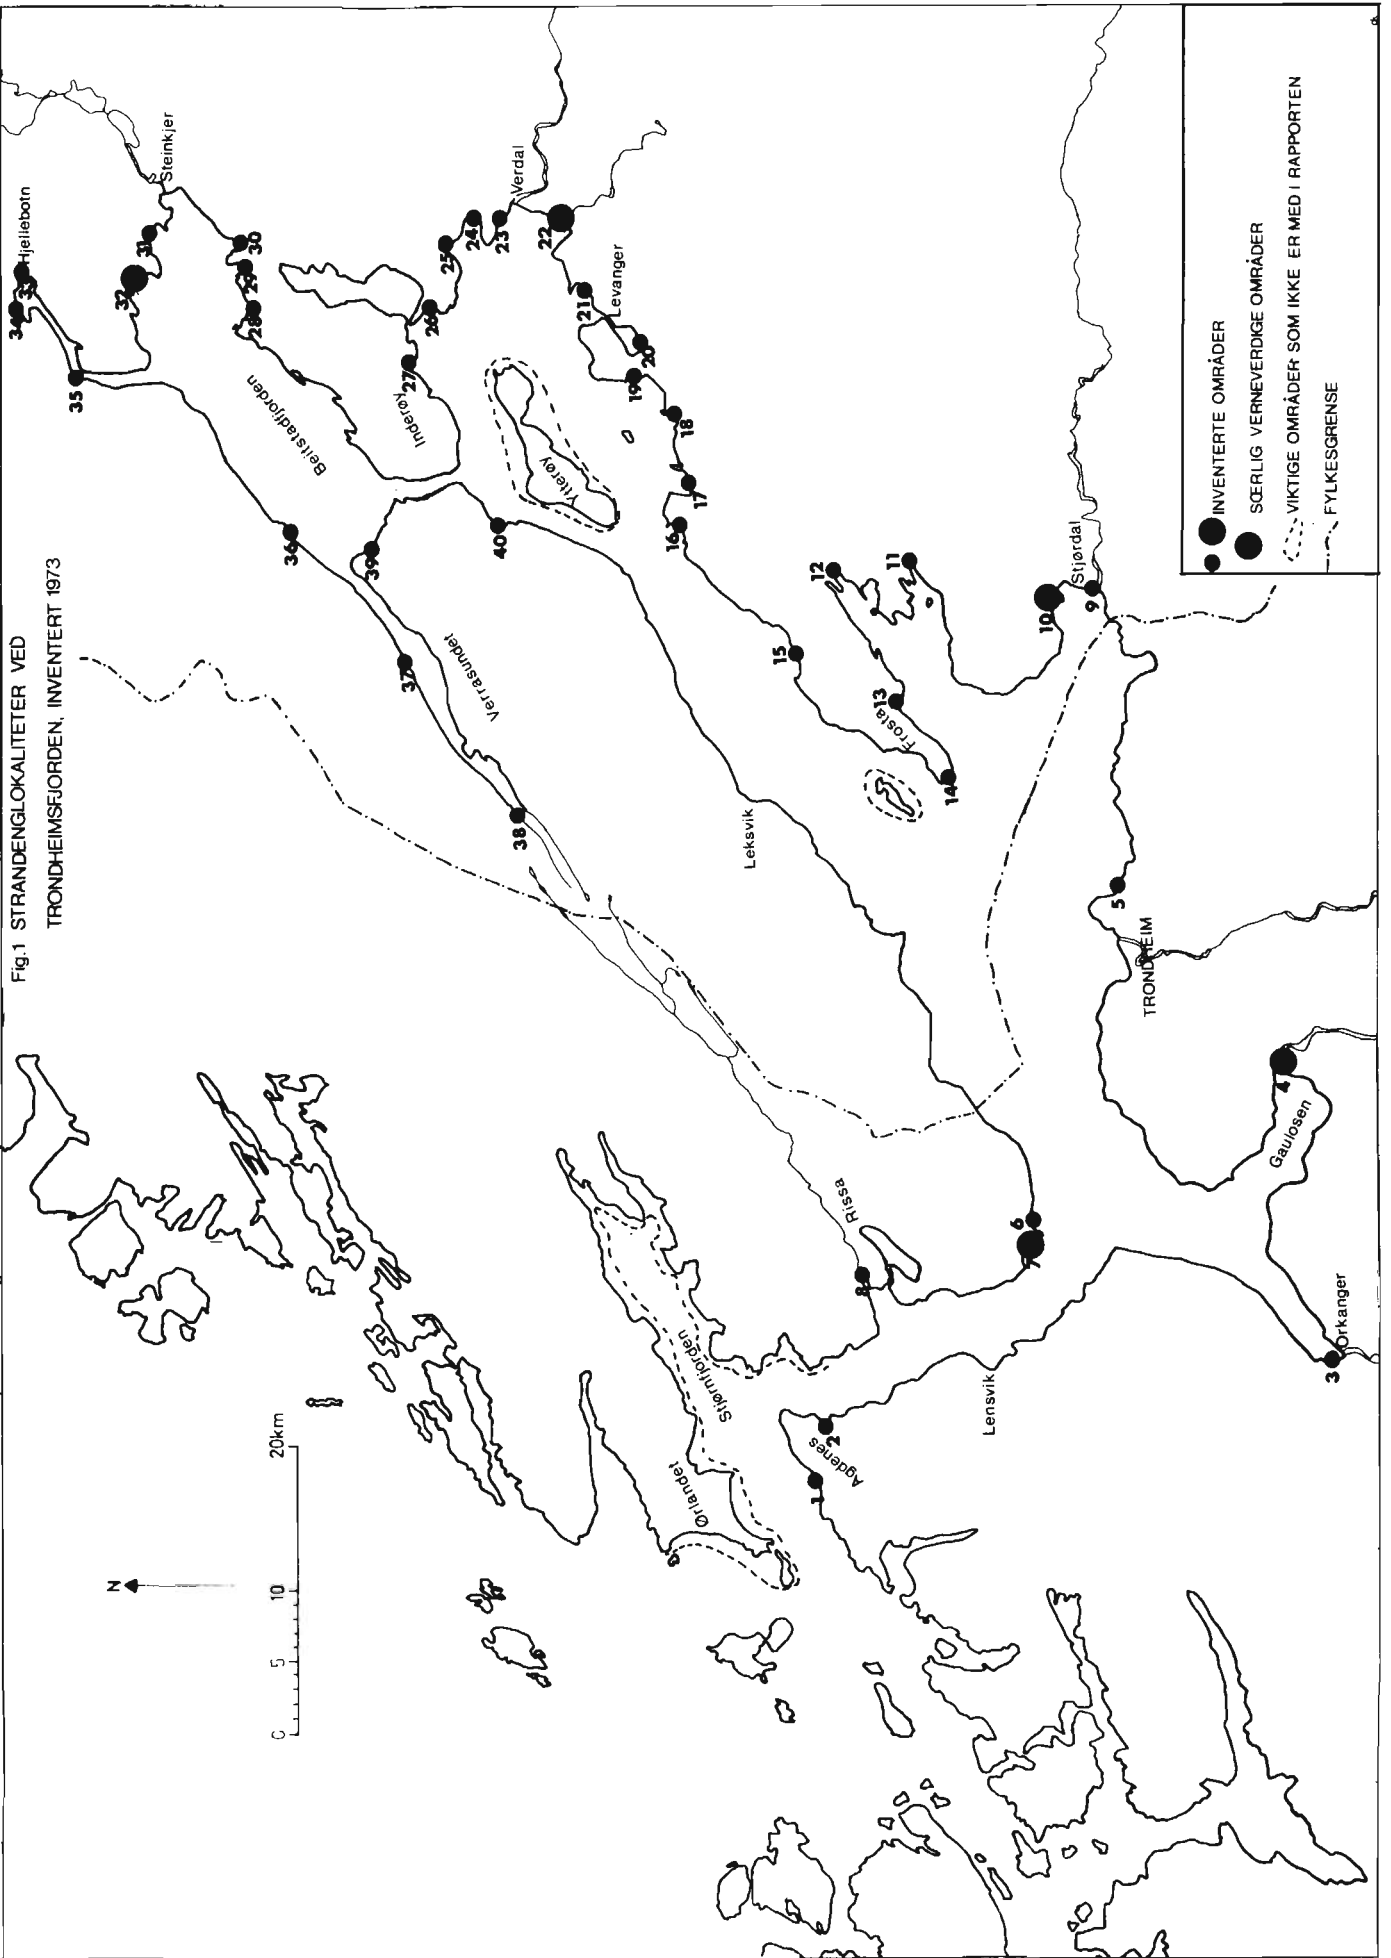 Fig.1 STRANDENGLOKALITETER VED
TRONDHEIMSFJORDEN, INVENTERT 1973
N
0 5 10 20km
Hjellebotn
Steinkjer
Beitstadfjorden
Inderøy
Verdal
Ytterøy
Levanger
Verrasundet
Leksvik
Frosta
Stjørdal
TRONDHEIM
Gaulosen
Orkanger
Rissa
Stjørnfjorden
Ørlandet
Agdenes
Lensvik
1
2
3
4
5
6
7
8
9
10
11
12
13
14
15
16
17
18
19
20
21
22
23
24
25
26
27
28
29
30
31
32
33
34
35
36
37
38
39
40
INVENTERTE OMRÅDER
SÆRLIG VERNEVERDIGE OMRÅDER
VIKTIGE OMRÅDER SOM IKKE ER MED I RAPPORTEN
FYLKESGRENSE